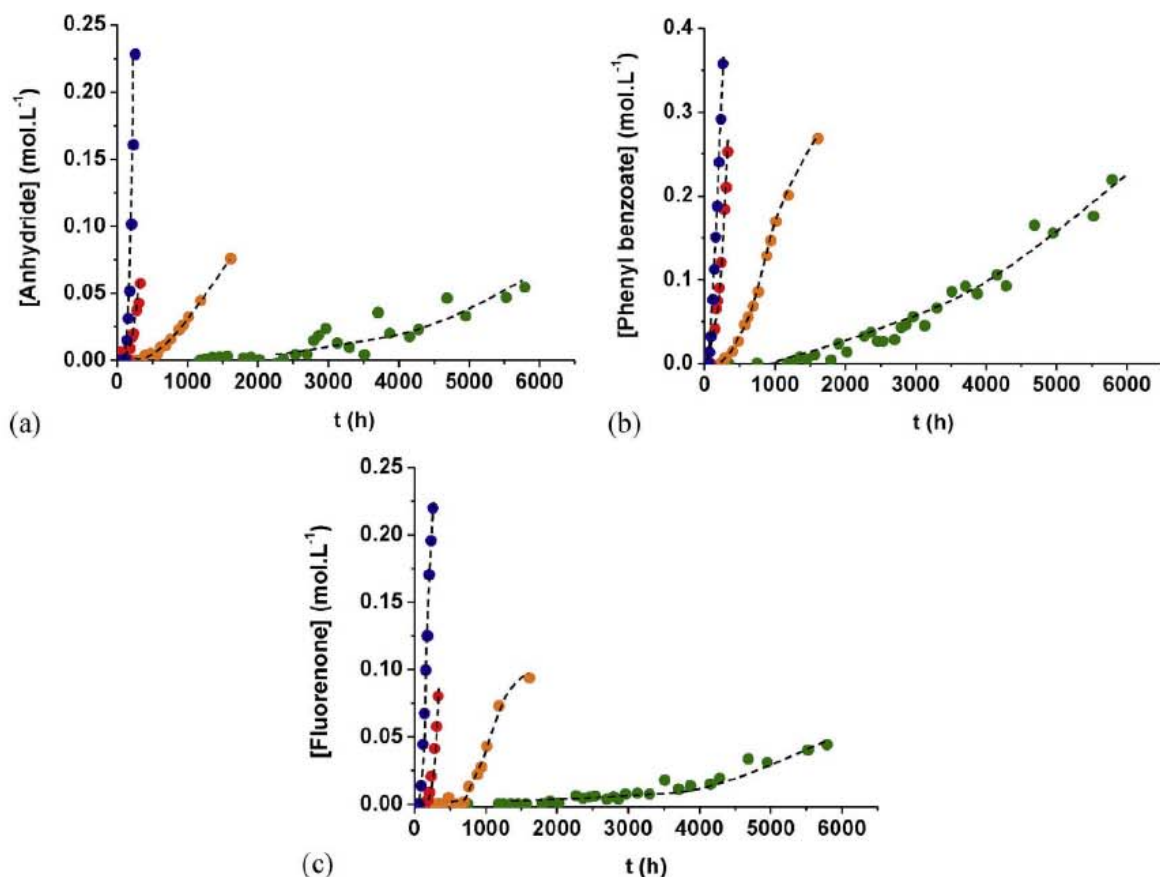 [Anhydride] (mol.L⁻¹)
0.25
0.20
0.15
0.10
0.05
0.00
0 1000 2000 3000 4000 5000 6000
t (h)
(a)
[Phenyl benzoate] (mol.L⁻¹)
0.4
0.3
0.2
0.1
0.0
0 1000 2000 3000 4000 5000 6000
t (h)
(b)
[Fluorenone] (mol.L⁻¹)
0.25
0.20
0.15
0.10
0.05
0.00
0 1000 2000 3000 4000 5000 6000
t (h)
(c)